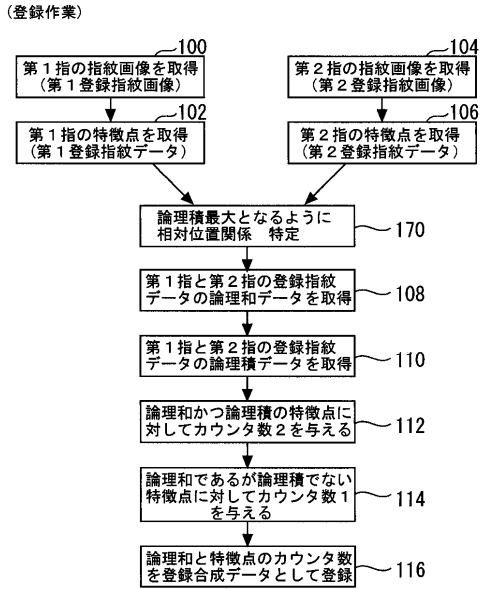 (登録作業)
100
第1指の指紋画像を取得
(第1登録指紋画像)
104
第2指の指紋画像を取得
(第2登録指紋画像)
102
第1指の特徴点を取得
(第1登録指紋データ)
106
第2指の特徴点を取得
(第2登録指紋データ)
論理積最大となるように
相対位置関係 特定
170
第1指と第2指の登録指紋
データの論理和データを取得
108
第1指と第2指の登録指紋
データの論理積データを取得
110
論理和かつ論理積の特徴点に
対してカウンタ数2を与える
112
論理和であるが論理積でない
特徴点に対してカウンタ数1
を与える
114
論理和と特徴点のカウンタ数
を登録合成データとして登録
116